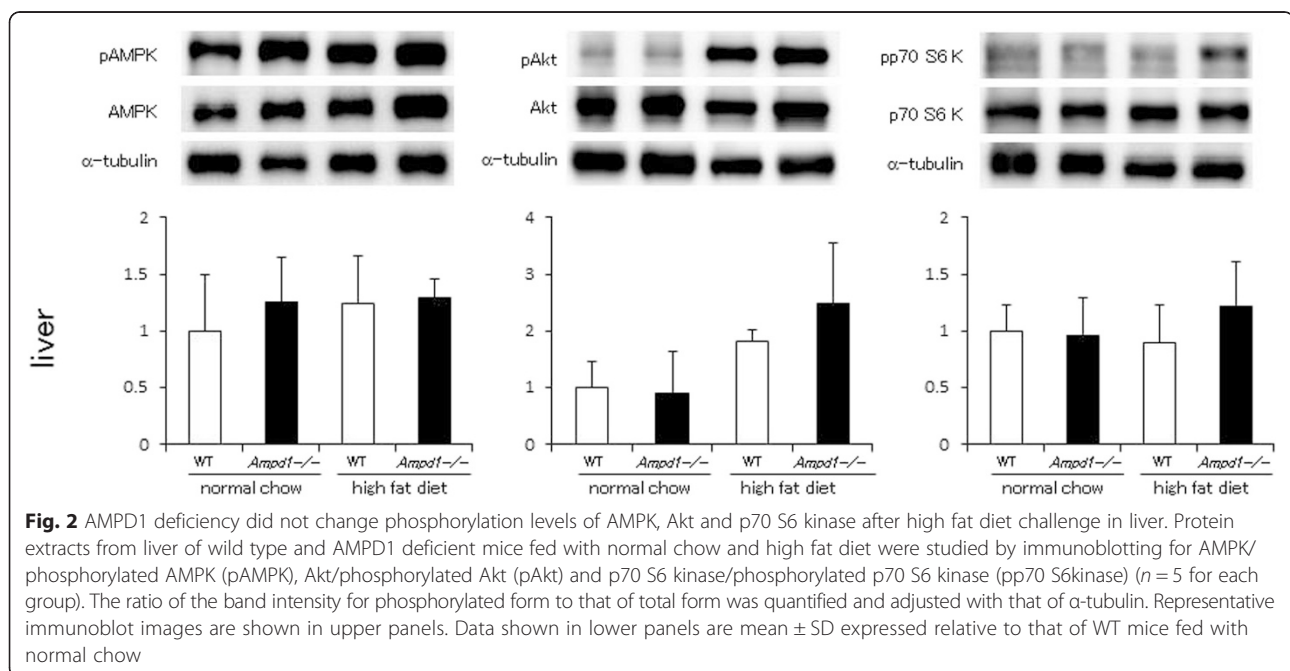 pAMPK
AMPK
α-tubulin
pAkt
Akt
α-tubulin
pp70 S6 K
p70 S6 K
α-tubulin
liver
2
1.5
1
0.5
0
WT Ampd1−/− WT Ampd1−/−
normal chow high fat diet
4
3
2
1
0
WT Ampd1−/− WT Ampd1−/−
normal chow high fat diet
2
1.5
1
0.5
0
WT Ampd1−/− WT Ampd1−/−
normal chow high fat diet
Fig. 2 AMPD1 deficiency did not change phosphorylation levels of AMPK, Akt and p70 S6 kinase after high fat diet challenge in liver. Protein
extracts from liver of wild type and AMPD1 deficient mice fed with normal chow and high fat diet were studied by immunoblotting for AMPK/
phosphorylated AMPK (pAMPK), Akt/phosphorylated Akt (pAkt) and p70 S6 kinase/phosphorylated p70 S6 kinase (pp70 S6kinase) (n = 5 for each
group). The ratio of the band intensity for phosphorylated form to that of total form was quantified and adjusted with that of α-tubulin. Representative
immunoblot images are shown in upper panels. Data shown in lower panels are mean ± SD expressed relative to that of WT mice fed with
normal chow